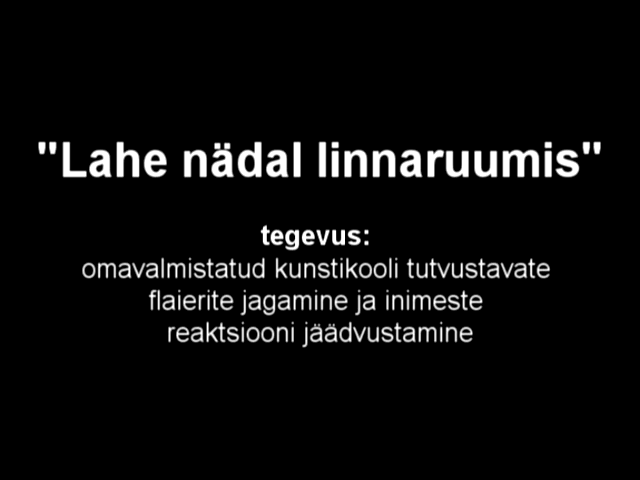 "Lahe nädal linnaruumis"
tegevus:
omavalmistatud kunstikooli tutvustavate
flaierite jagamine ja inimeste
reaktsiooni jäädvustamine